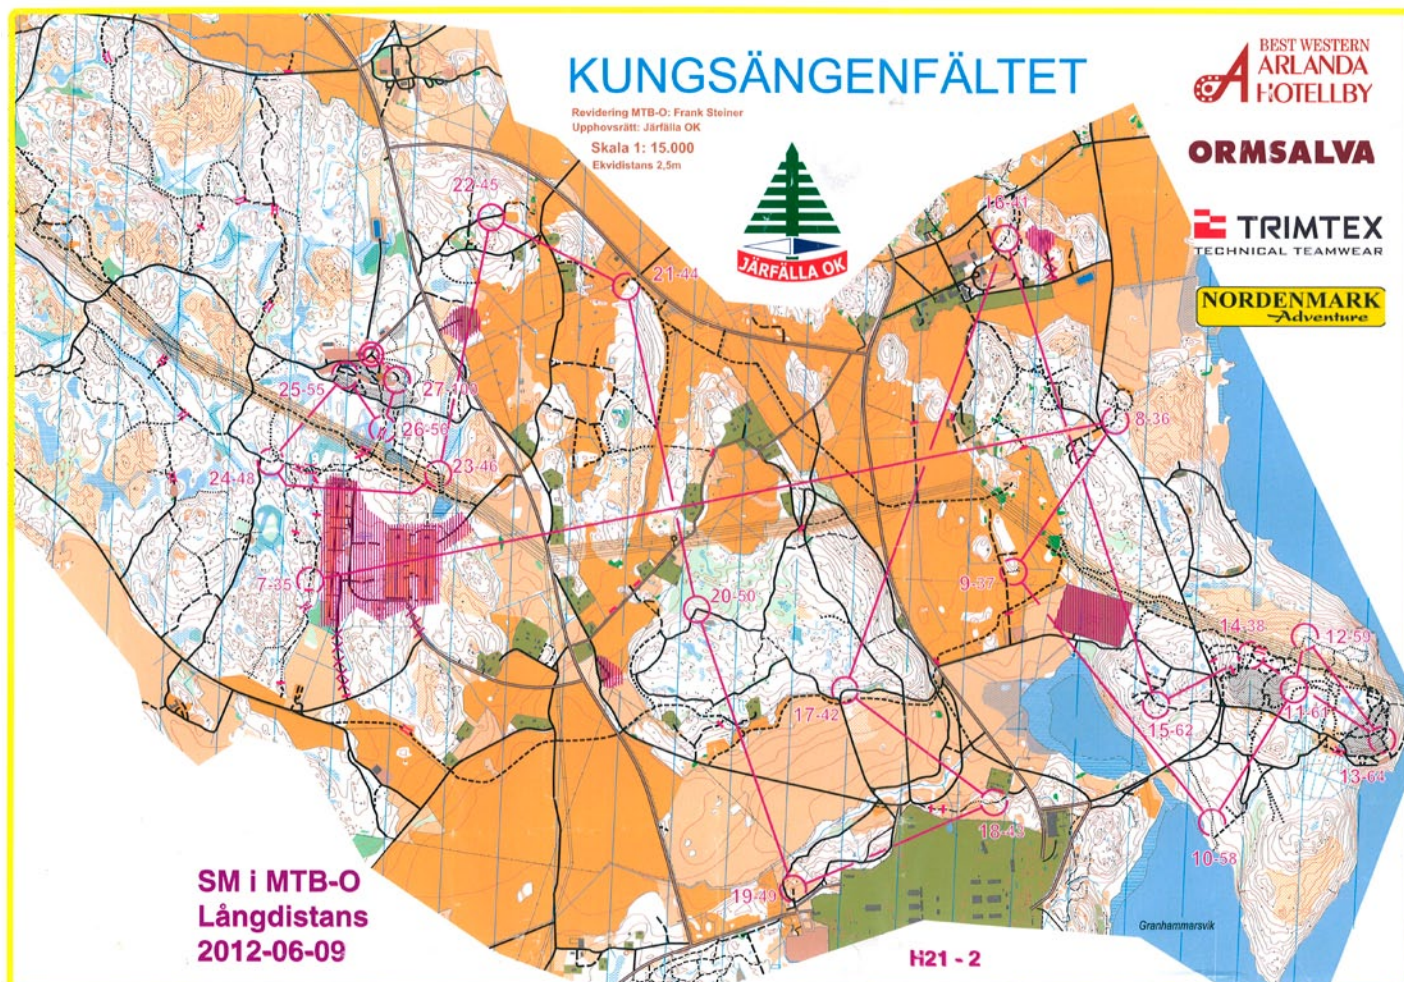 KUNGSÄNGENFÄLTET
Revidering MTB-O: Frank Steiner
Upphovsrätt: Järfälla OK
Skala 1: 15.000
Ekvidistans 2,5m
JÄRFÄLLA OK
BEST WESTERN
ARLANDA
HOTELLBY
ORMSALVA
TRIMTEX
TECHNICAL TEAMWEAR
NORDENMARK
Adventure
22-45
16-41
21-44
25-55
27-100
8-36
26-56
24-48
23-46
7-35
9-37
20-50
14-38
12-59
17-42
11-61
15-62
13-64
18-43
10-58
19-49
Granhammarsvik
SM i MTB-O
Långdistans
2012-06-09
H21 - 2